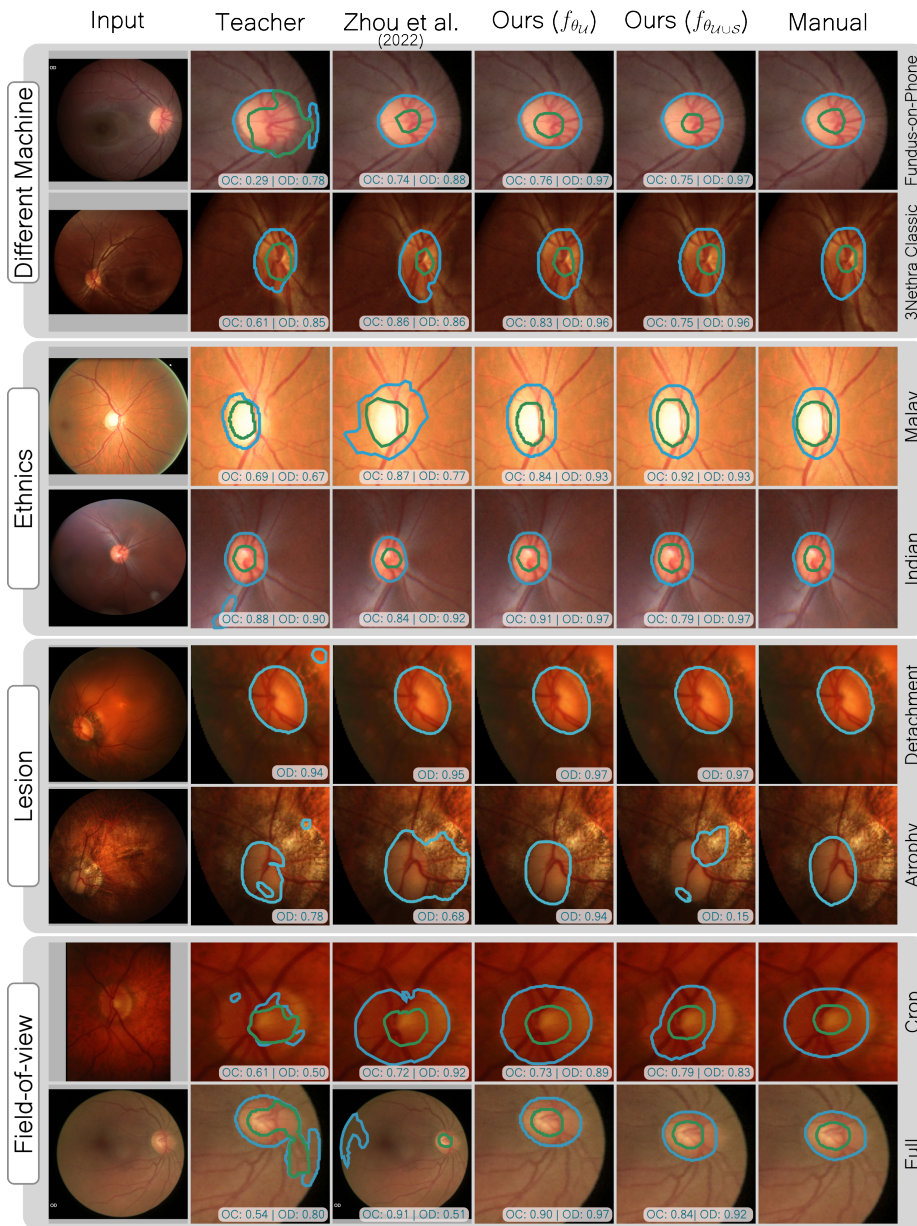 Input Teacher Zhou et al. Ours (f_θ_U) Ours (f_θ_U∪S) Manual
(2022)
Different Machine
OD
OC: 0.29 | OD: 0.78
OC: 0.74 | OD: 0.88
OC: 0.76 | OD: 0.97
OC: 0.75 | OD: 0.97
Fundus-on-Phone
OC: 0.61 | OD: 0.85
OC: 0.86 | OD: 0.86
OC: 0.83 | OD: 0.96
OC: 0.75 | OD: 0.96
3Nethra Classic
Ethnics
OC: 0.69 | OD: 0.67
OC: 0.87 | OD: 0.77
OC: 0.84 | OD: 0.93
OC: 0.92 | OD: 0.93
Malay
OC: 0.88 | OD: 0.90
OC: 0.84 | OD: 0.92
OC: 0.91 | OD: 0.97
OC: 0.79 | OD: 0.97
Indian
Lesion
OD: 0.94
OD: 0.95
OD: 0.97
OD: 0.97
Detachment
OD: 0.78
OD: 0.68
OD: 0.94
OD: 0.15
Atrophy
Field-of-view
OC: 0.61 | OD: 0.50
OC: 0.72 | OD: 0.92
OC: 0.73 | OD: 0.89
OC: 0.79 | OD: 0.83
Crop
OD
OC: 0.54 | OD: 0.80
OD
OC: 0.91 | OD: 0.51
OC: 0.90 | OD: 0.97
OC: 0.84 | OD: 0.92
Full